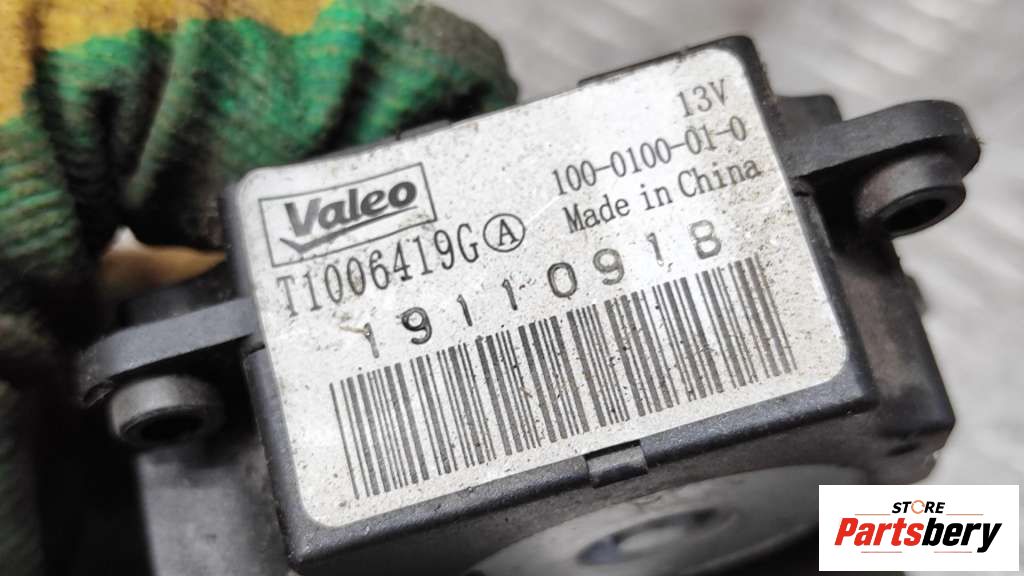 Valeo
13V
100-0100-01-0
T1006419G Ⓐ
Made in China
19110918
STORE
Partsbery